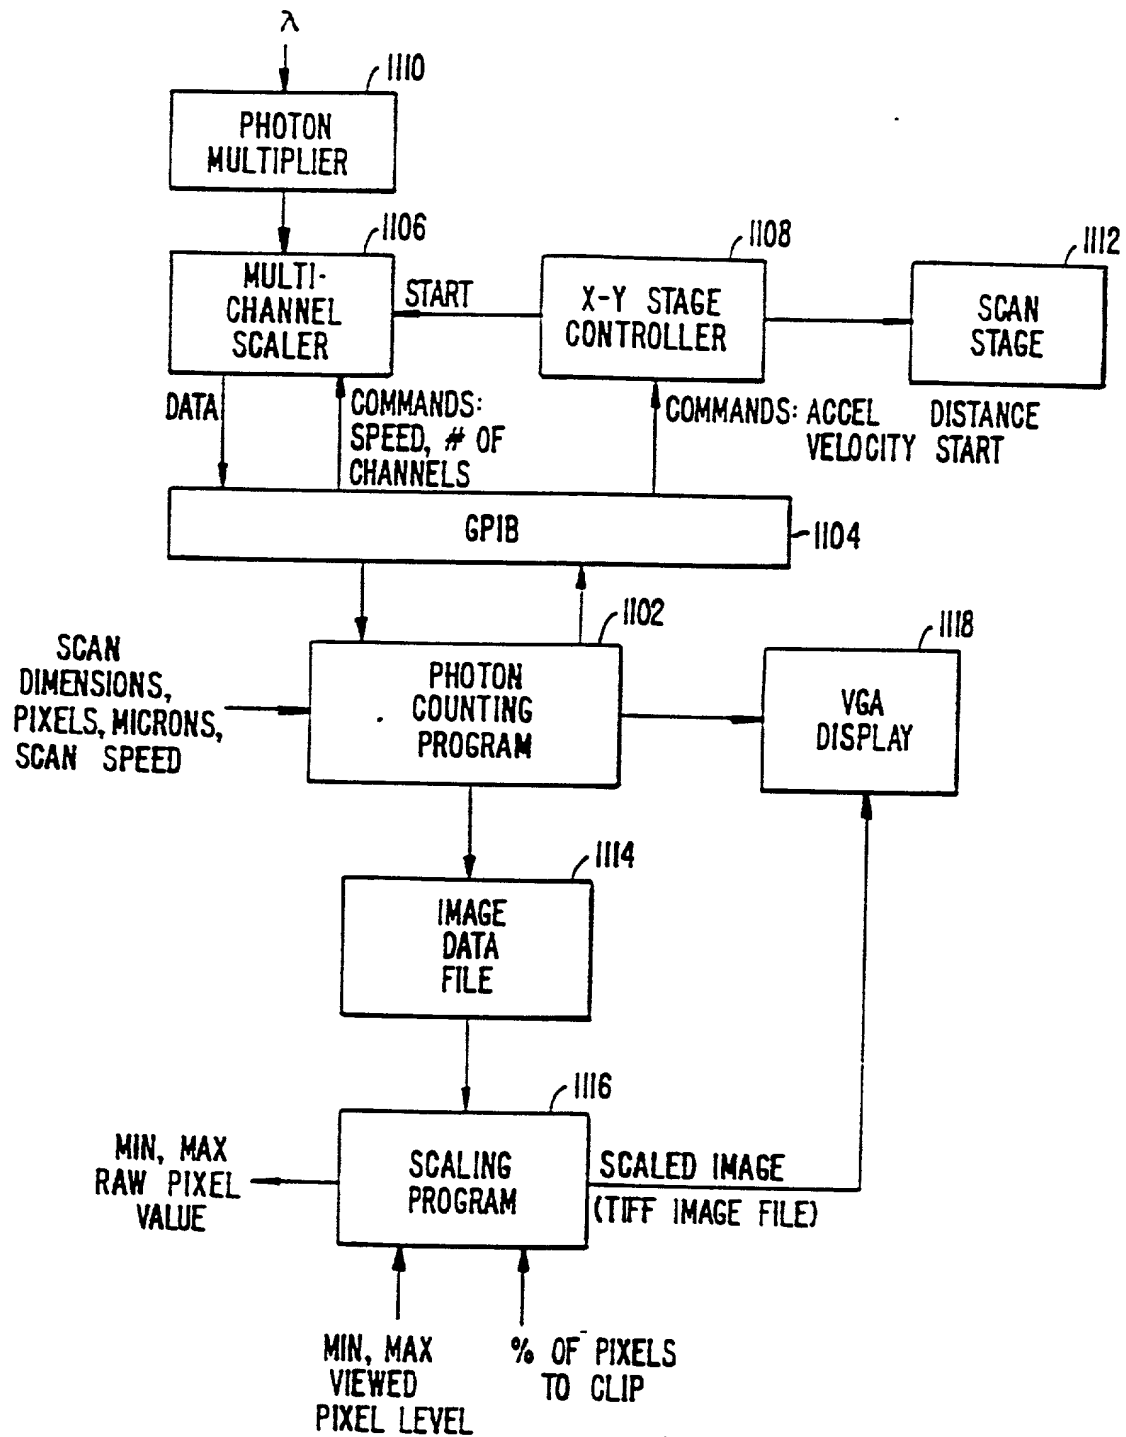 λ
1110
PHOTON
MULTIPLIER
1106
MULTI-
CHANNEL
SCALER
START
1108
X-Y STAGE
CONTROLLER
1112
SCAN
STAGE
DATA
COMMANDS:
SPEED, # OF
CHANNELS
COMMANDS: ACCEL DISTANCE
VELOCITY START
GPIB
1104
1102
SCAN
DIMENSIONS,
PIXELS, MICRONS,
SCAN SPEED
PHOTON
COUNTING
PROGRAM
1118
VGA
DISPLAY
1114
IMAGE
DATA
FILE
1116
MIN, MAX
RAW PIXEL
VALUE
SCALING
PROGRAM
SCALED IMAGE
(TIFF IMAGE FILE)
MIN, MAX
VIEWED
PIXEL LEVEL
% OF PIXELS
TO CLIP